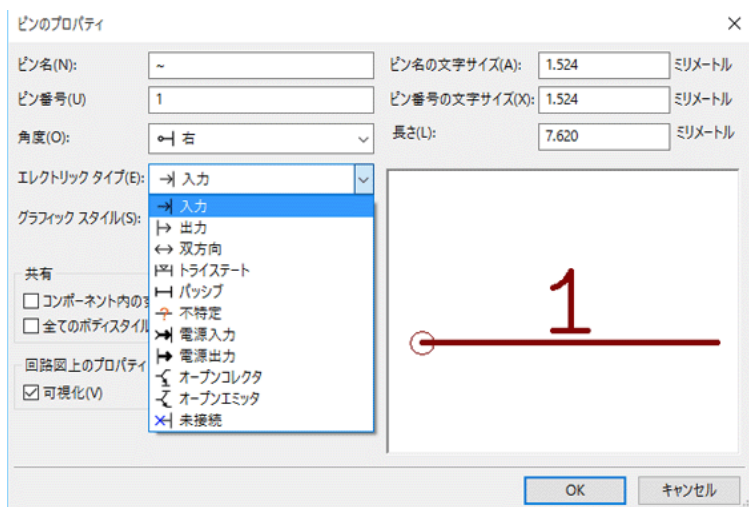 ピンのプロパティ
ピン名(N):
~
ピン名の文字サイズ(A):
1.524
ミリメートル
ピン番号(U)
1
ピン番号の文字サイズ(X):
1.524
ミリメートル
角度(O):
右
長さ(L):
7.620
ミリメートル
エレクトリック タイプ(E):
入力
グラフィック スタイル(S):
入力
出力
双方向
トライステート
パッシブ
不特定
電源入力
電源出力
オープンコレクタ
オープンエミッタ
未接続
共有
コンポーネント内の
全てのボディスタイル
回路図上のプロパティ
可視化(V)
1
OK
キャンセル